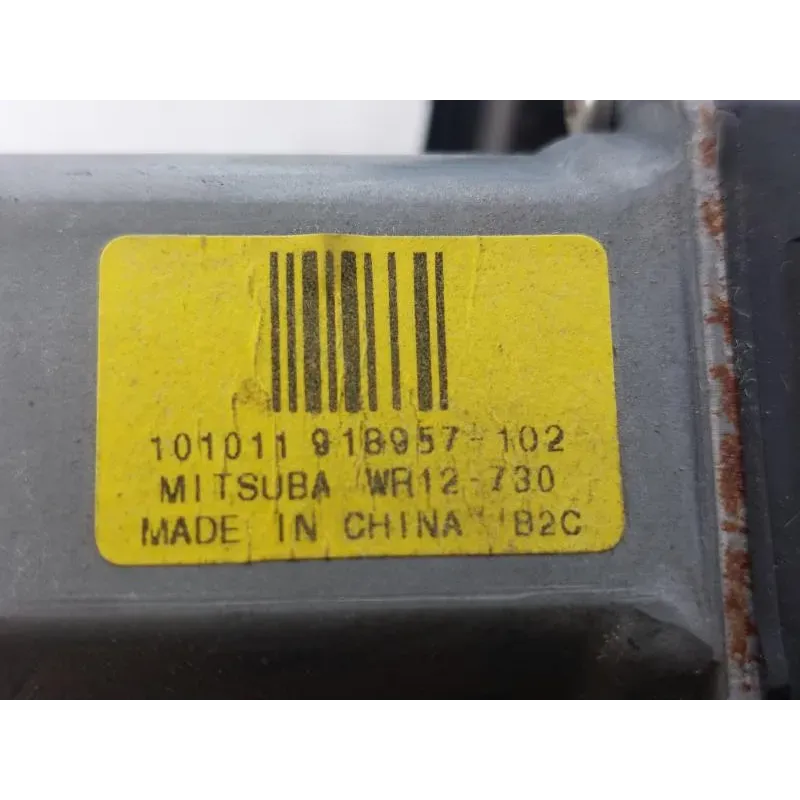 101011 918957-102
MITSUBA WR12-730
MADE IN CHINA B2C